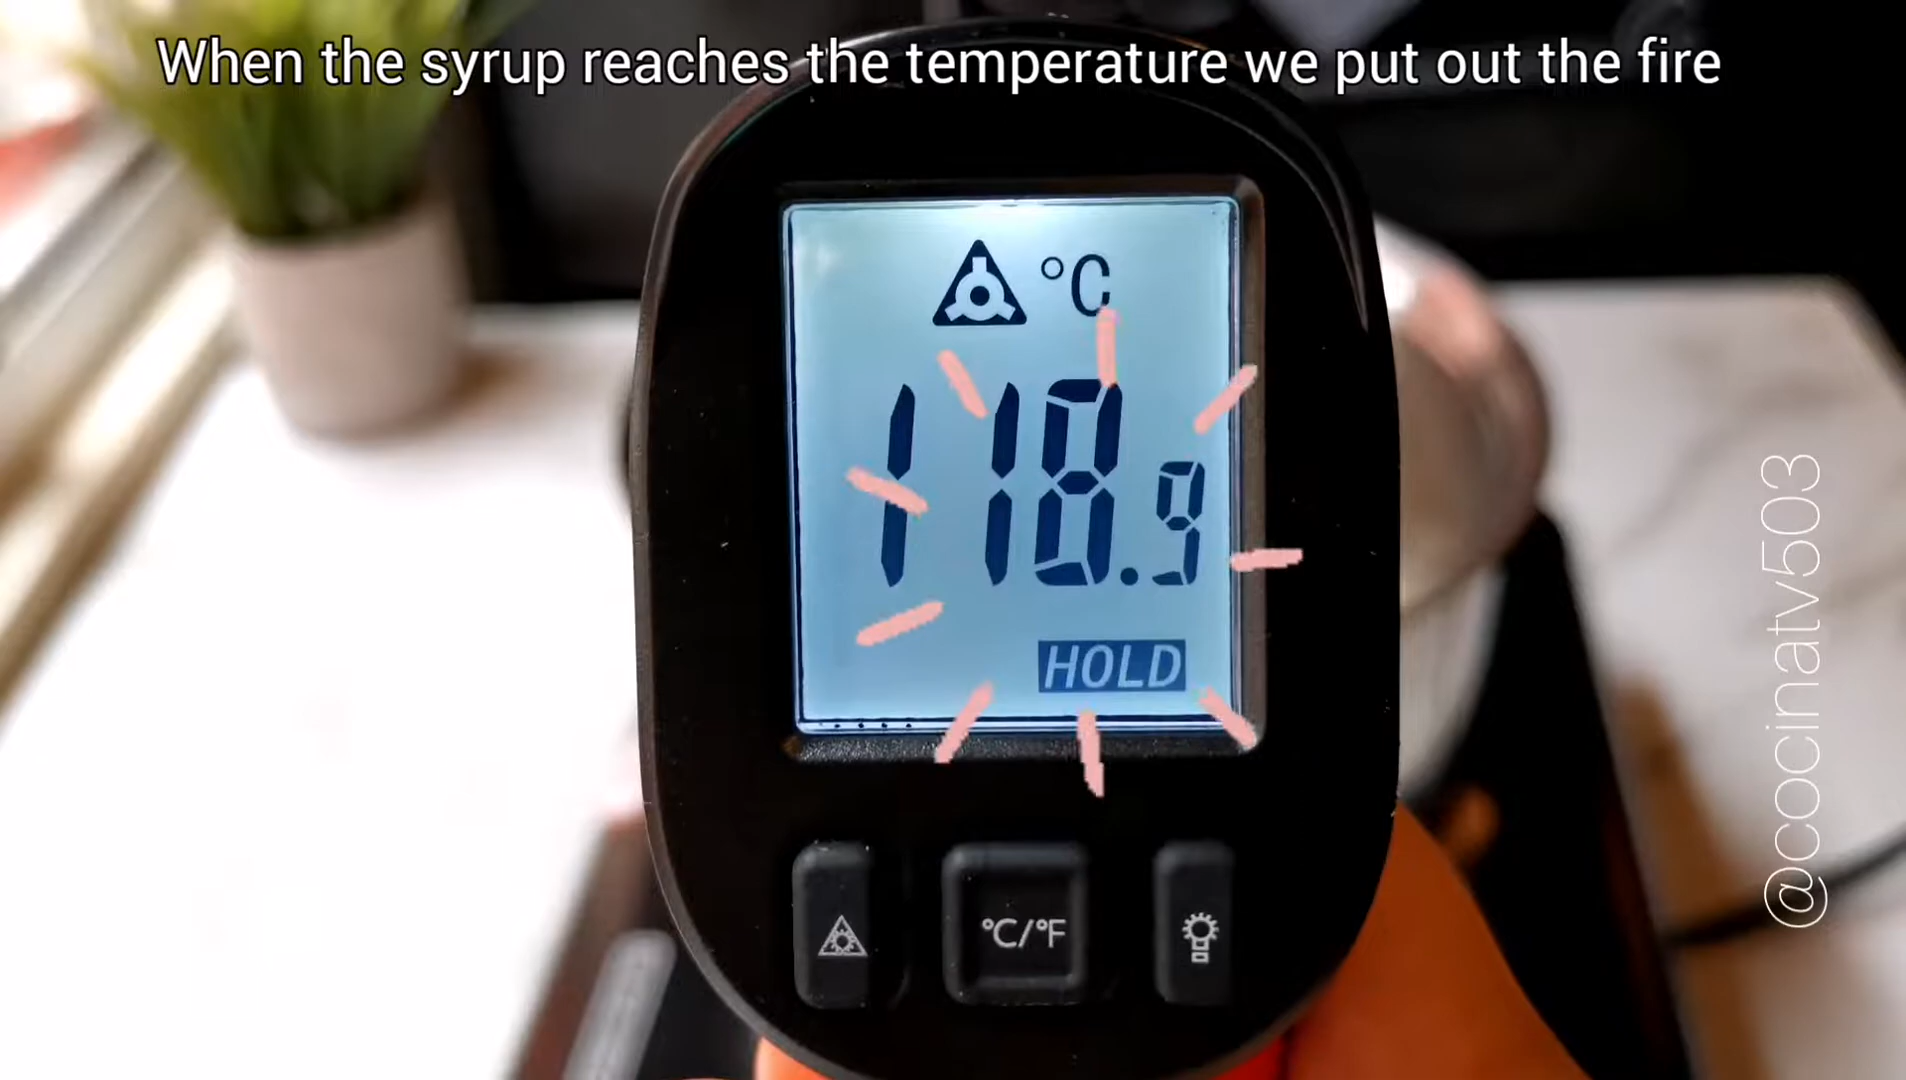 When the syrup reaches the temperature we put out the fire
°C
118.9
HOLD
°C/°F
@cocinatv503